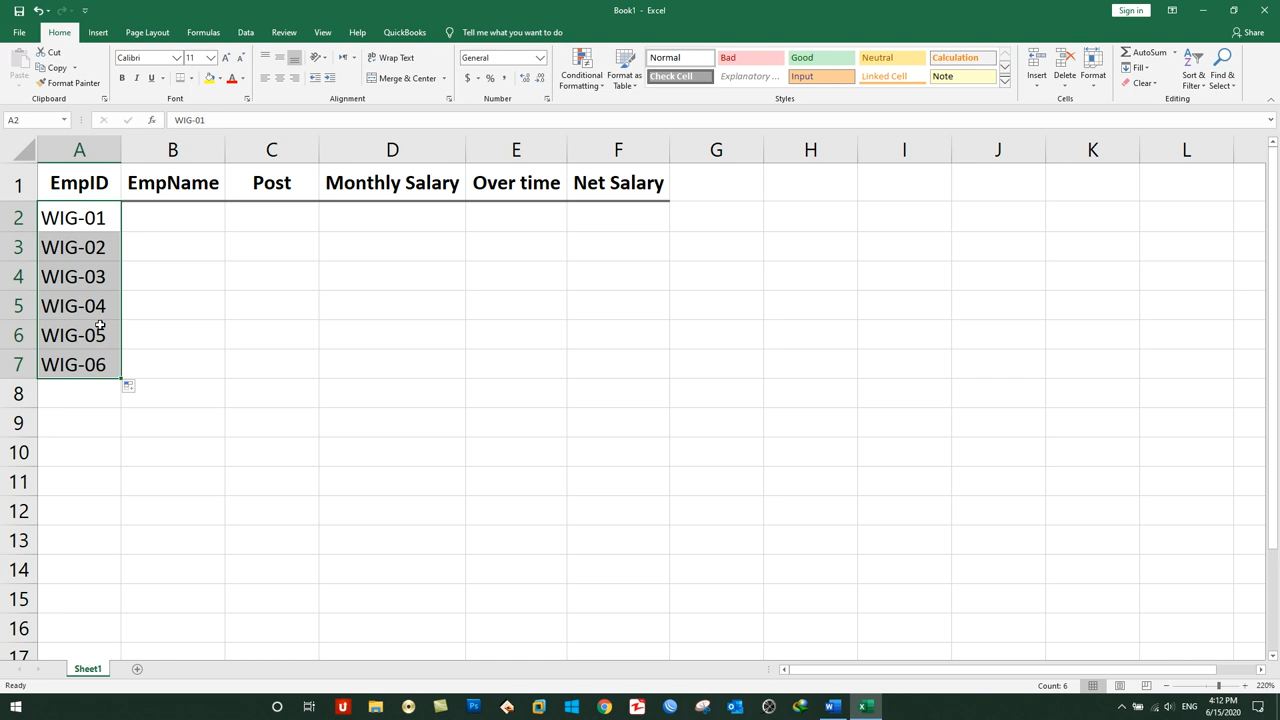 Book1 - Excel
Sign in
File Home Insert Page Layout Formulas Data Review View Help QuickBooks Tell me what you want to do Share
Paste
Cut
Copy
Format Painter
Clipboard
Calibri 11
B I U
Font
Wrap Text
Merge & Center
Alignment
General
$ % ,
Number
Conditional Formatting
Format as Table
Normal Bad Good Neutral Calculation
Check Cell Explanatory ... Input Linked Cell Note
Styles
Insert Delete Format
Cells
AutoSum
Fill
Clear
Sort & Filter
Find & Select
Editing
A2 fx WIG-01
A B C D E F G H I J K L
1 EmpID EmpName Post Monthly Salary Over time Net Salary
2 WIG-01
3 WIG-02
4 WIG-03
5 WIG-04
6 WIG-05
7 WIG-06
8
9
10
11
12
13
14
15
16
17
Sheet1
Ready Count: 6 220%
ENG 4:12 PM
6/15/2020